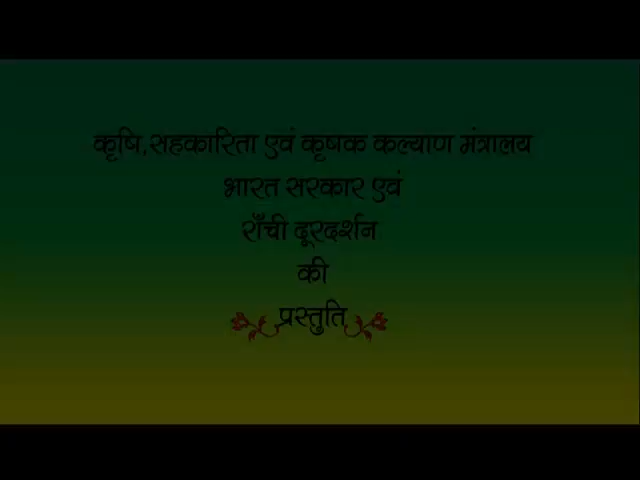 कृषि,सहकारिता एवं कृषक कल्याण मंत्रालय
भारत सरकार एवं
राँची दूरदर्शन
की
प्रस्तुति